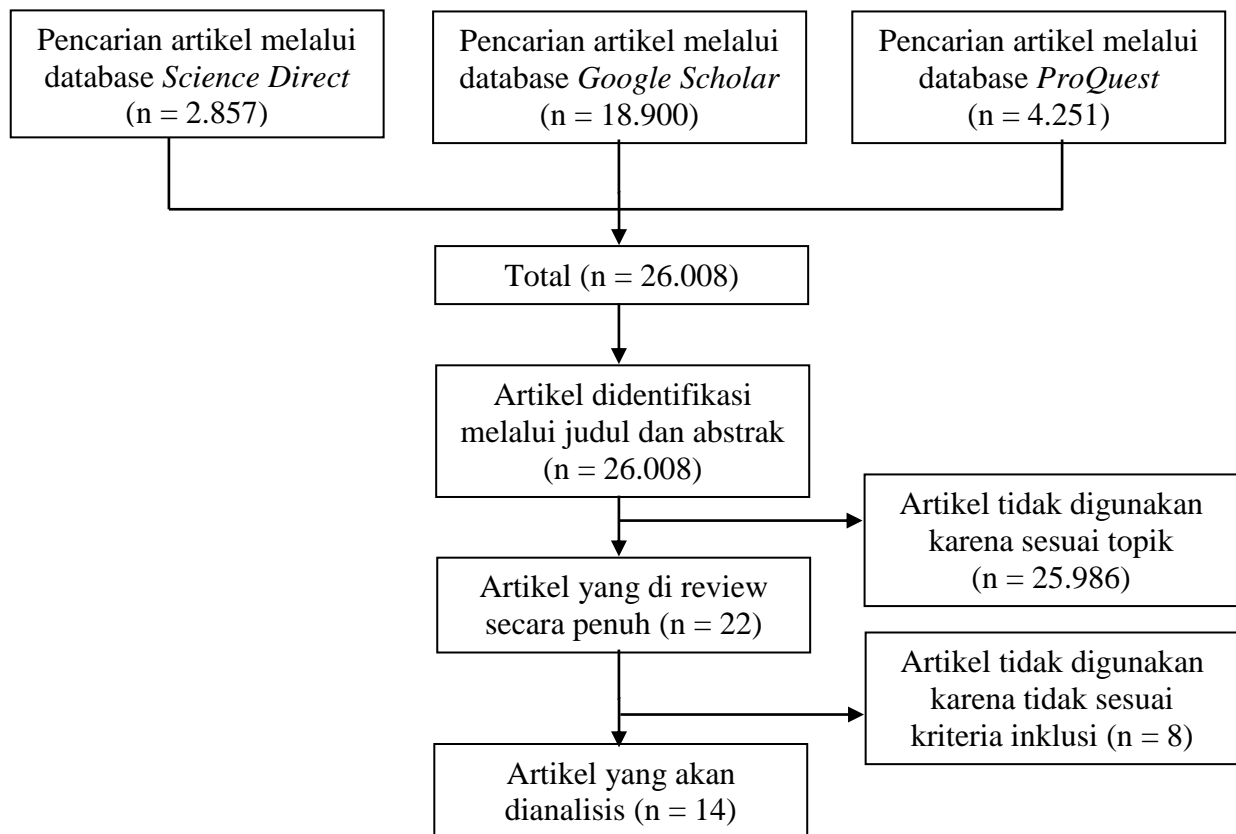 Pencarian artikel melalui
database Science Direct
(n = 2.857)
Pencarian artikel melalui
database Google Scholar
(n = 18.900)
Pencarian artikel melalui
database ProQuest
(n = 4.251)
Total (n = 26.008)
Artikel didentifikasi
melalui judul dan abstrak
(n = 26.008)
Artikel tidak digunakan
karena sesuai topik
(n = 25.986)
Artikel yang di review
secara penuh (n = 22)
Artikel tidak digunakan
karena tidak sesuai
kriteria inklusi (n = 8)
Artikel yang akan
dianalisis (n = 14)